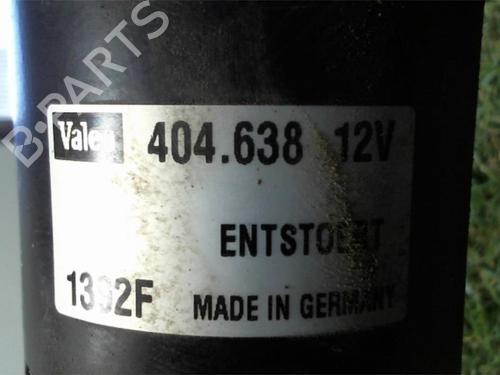 B-PARTS
Valeo 404.638 12V
ENTSTOERT
1392F MADE IN GERMANY